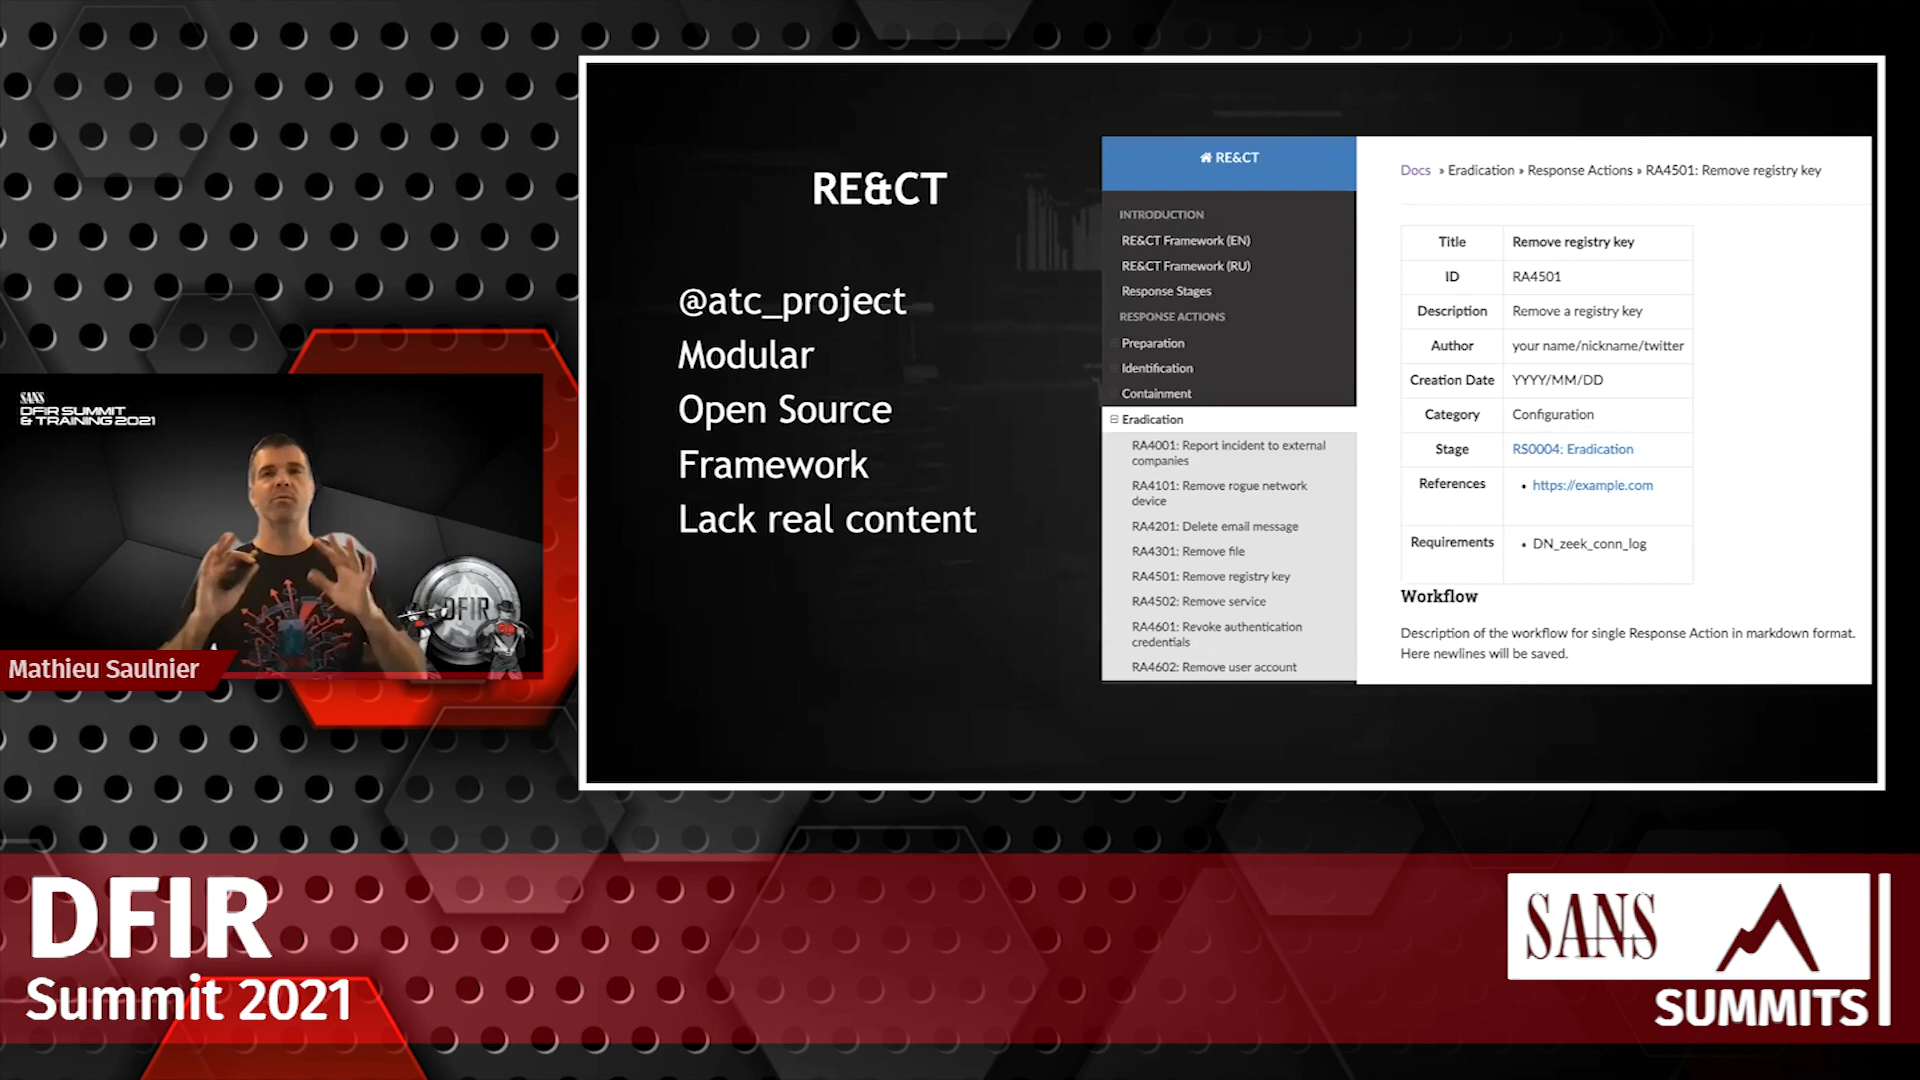 RE&CT
@atc_project
Modular
Open Source
Framework
Lack real content
RE&CT
INTRODUCTION
RE&CT Framework (EN)
RE&CT Framework (RU)
Response Stages
RESPONSE ACTIONS
Preparation
Identification
Containment
Eradication
RA4001: Report incident to external
companies
RA4101: Remove rogue network
device
RA4201: Delete email message
RA4301: Remove file
RA4501: Remove registry key
RA4502: Remove service
RA4601: Revoke authentication
credentials
RA4602: Remove user account
Docs » Eradication » Response Actions » RA4501: Remove registry key
Title Remove registry key
ID RA4501
Description Remove a registry key
Author your name/nickname/twitter
Creation Date YYYY/MM/DD
Category Configuration
Stage RS0004: Eradication
References • https://example.com
Requirements • DN_zeek_conn_log
Workflow
Description of the workflow for single Response Action in markdown format.
Here newlines will be saved.
SANS
DFIR SUMMIT
& TRAINING 2021
DFIR
Mathieu Saulnier
DFIR
Summit 2021
SANS
SUMMITS